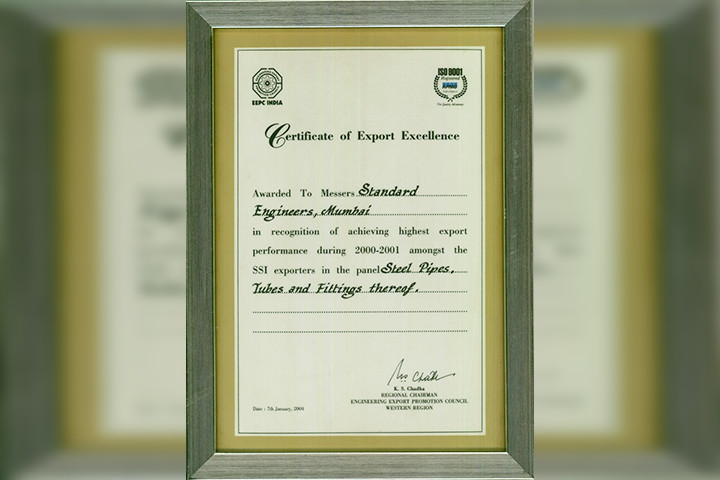 EEPC INDIA
ISO 9001
Registered
Certificate of Export Excellence
Awarded To Messers Standard
Engineers, Mumbai
in recognition of achieving highest export
performance during 2000-2001 amongst the
SSI exporters in the panel Steel Pipes,
Tubes and Fittings thereof.
K. S. Chadha
REGIONAL CHAIRMAN
ENGINEERING EXPORT PROMOTION COUNCIL
WESTERN REGION
Date : 7th January, 2004